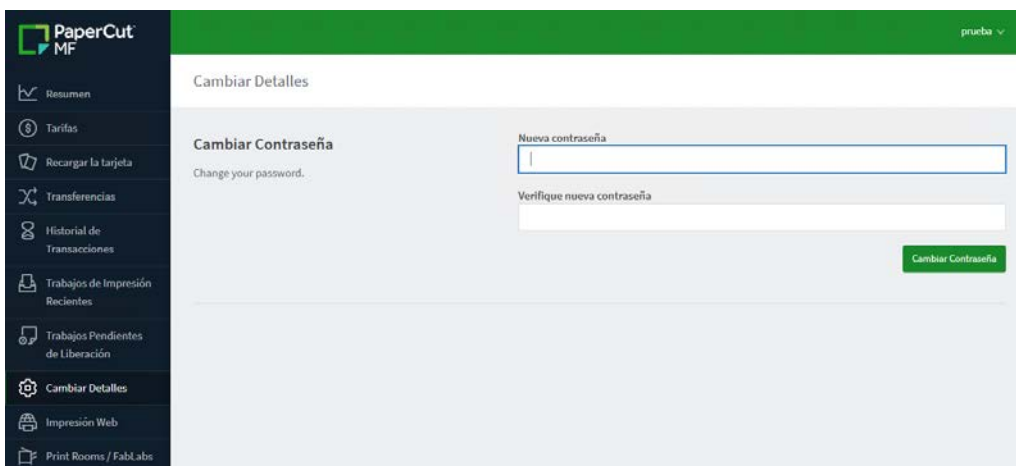 PaperCut
MF
prueba
Resumen
Tarifas
Recargar la tarjeta
Transferencias
Historial de
Transacciones
Trabajos de Impresión
Recientes
Trabajos Pendientes
de Liberación
Cambiar Detalles
Impresión Web
Print Rooms / FabLabs
Cambiar Detalles
Cambiar Contraseña
Change your password.
Nueva contraseña
Verifique nueva contraseña
Cambiar Contraseña